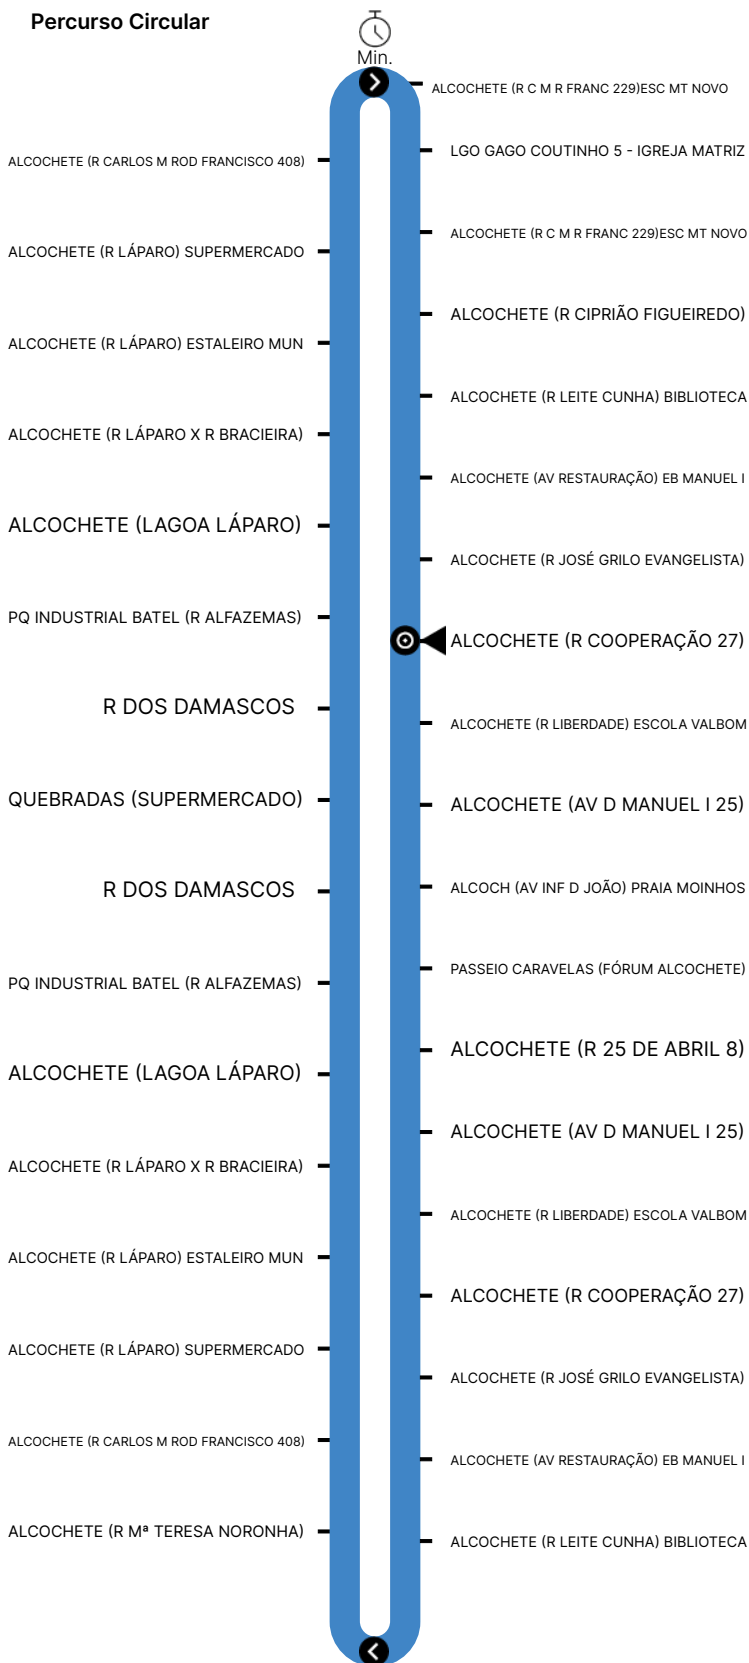 Percurso Circular
Min.
ALCOCHETE (R C M R FRANC 229)ESC MT NOVO
LGO GAGO COUTINHO 5 - IGREJA MATRIZ
ALCOCHETE (R C M R FRANC 229)ESC MT NOVO
ALCOCHETE (R CIPRIÃO FIGUEIREDO)
ALCOCHETE (R LEITE CUNHA) BIBLIOTECA
ALCOCHETE (AV RESTAURAÇÃO) EB MANUEL I
ALCOCHETE (R JOSÉ GRILO EVANGELISTA)
ALCOCHETE (R COOPERAÇÃO 27)
ALCOCHETE (R LIBERDADE) ESCOLA VALBOM
ALCOCHETE (AV D MANUEL I 25)
ALCOCH (AV INF D JOÃO) PRAIA MOINHOS
PASSEIO CARAVELAS (FÓRUM ALCOCHETE)
ALCOCHETE (R 25 DE ABRIL 8)
ALCOCHETE (AV D MANUEL I 25)
ALCOCHETE (R LIBERDADE) ESCOLA VALBOM
ALCOCHETE (R COOPERAÇÃO 27)
ALCOCHETE (R JOSÉ GRILO EVANGELISTA)
ALCOCHETE (AV RESTAURAÇÃO) EB MANUEL I
ALCOCHETE (R LEITE CUNHA) BIBLIOTECA
ALCOCHETE (R CARLOS M ROD FRANCISCO 408)
ALCOCHETE (R LÁPARO) SUPERMERCADO
ALCOCHETE (R LÁPARO) ESTALEIRO MUN
ALCOCHETE (R LÁPARO X R BRACIEIRA)
ALCOCHETE (LAGOA LÁPARO)
PQ INDUSTRIAL BATEL (R ALFAZEMAS)
R DOS DAMASCOS
QUEBRADAS (SUPERMERCADO)
R DOS DAMASCOS
PQ INDUSTRIAL BATEL (R ALFAZEMAS)
ALCOCHETE (LAGOA LÁPARO)
ALCOCHETE (R LÁPARO X R BRACIEIRA)
ALCOCHETE (R LÁPARO) ESTALEIRO MUN
ALCOCHETE (R LÁPARO) SUPERMERCADO
ALCOCHETE (R CARLOS M ROD FRANCISCO 408)
ALCOCHETE (R Mª TERESA NORONHA)